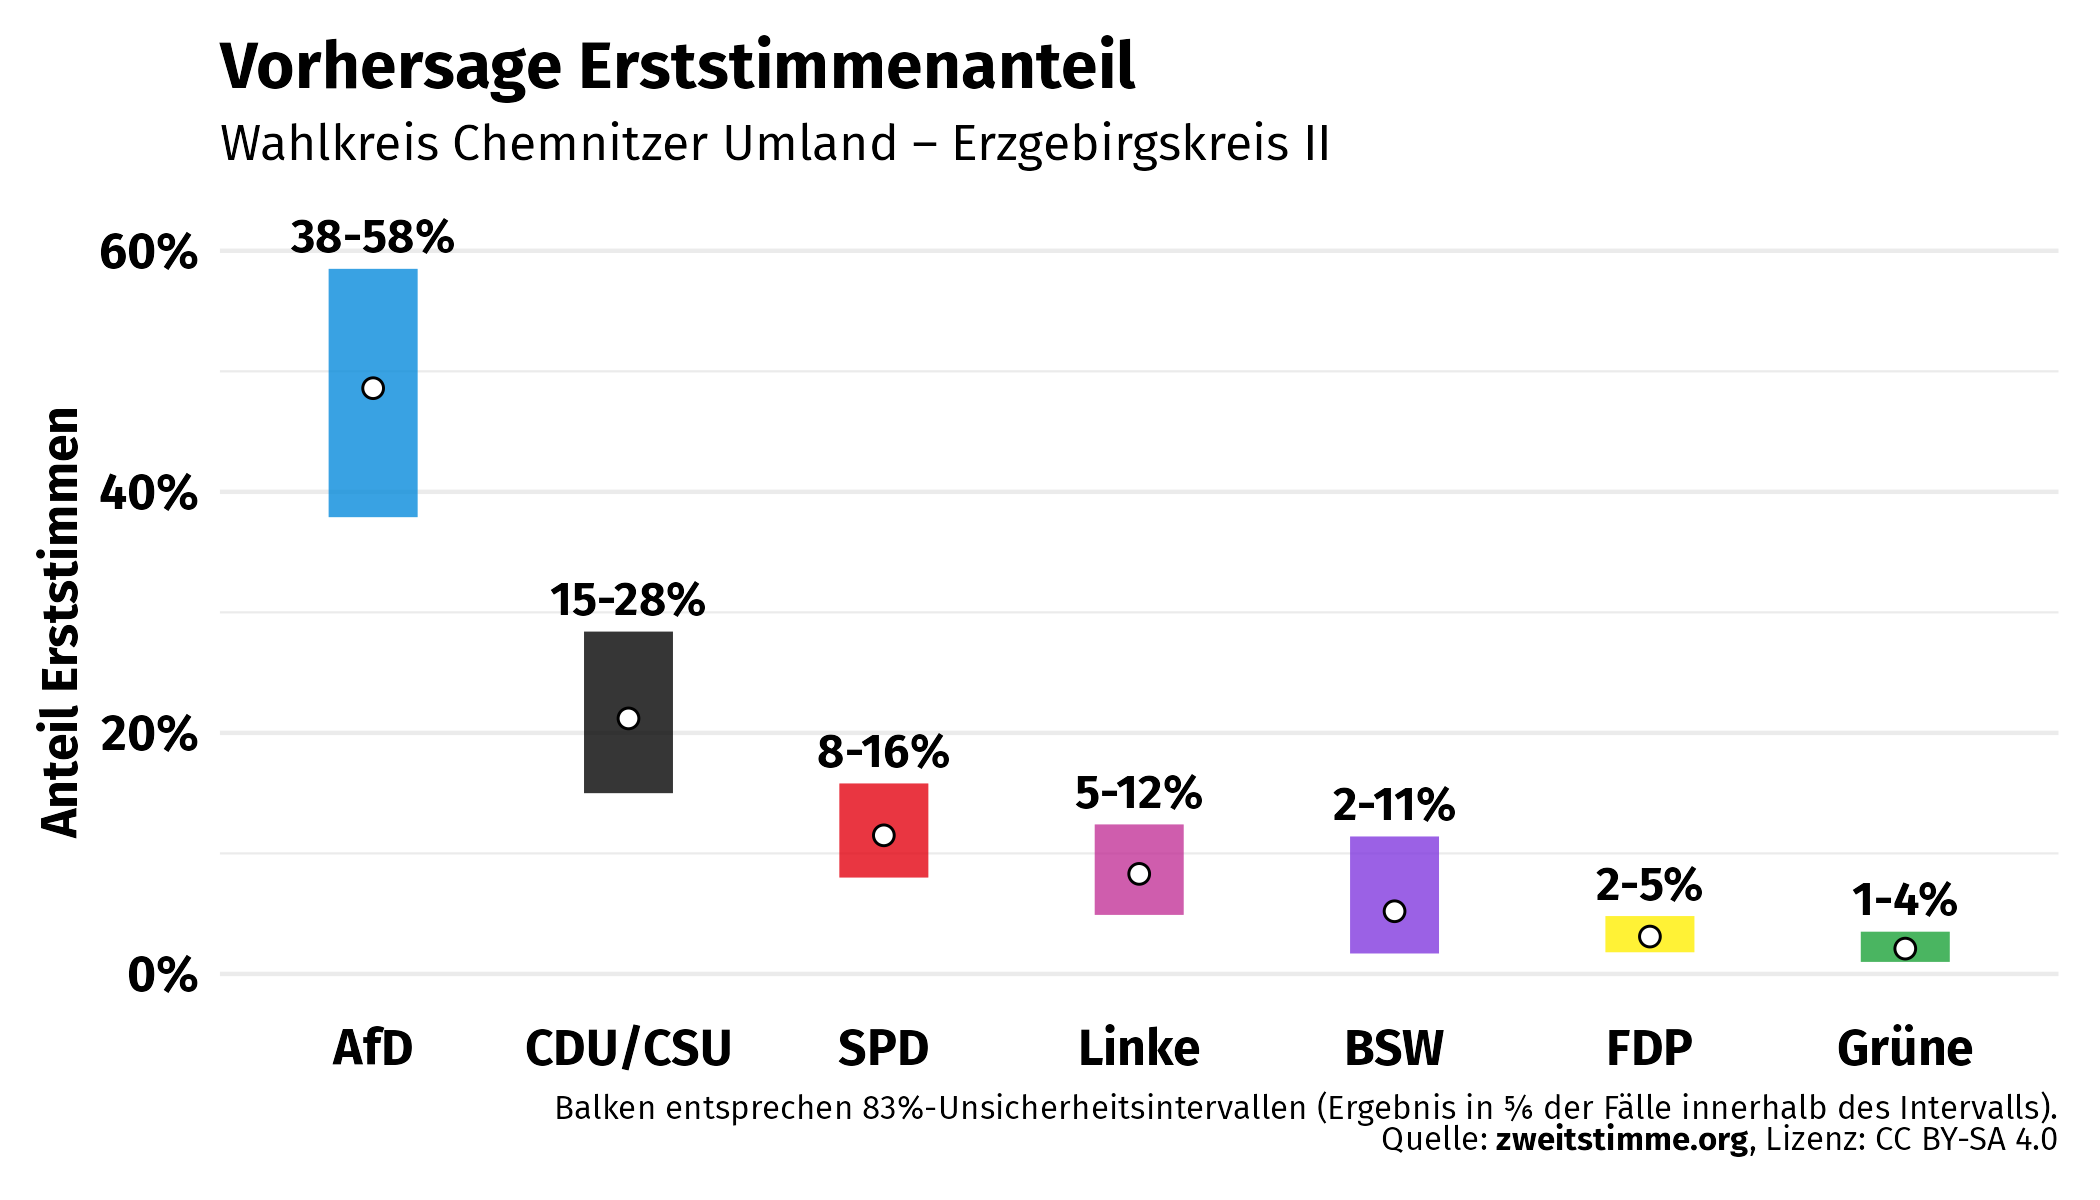 Vorhersage Erststimmenanteil
Wahlkreis Chemnitzer Umland – Erzgebirgskreis II
Anteil Erststimmen
60%
40%
20%
0%
38-58%
15-28%
8-16%
5-12%
2-11%
2-5%
1-4%
AfD CDU/CSU SPD Linke BSW FDP Grüne
Balken entsprechen 83%-Unsicherheitsintervallen (Ergebnis in ⅚ der Fälle innerhalb des Intervalls).
Quelle: zweitstimme.org, Lizenz: CC BY-SA 4.0